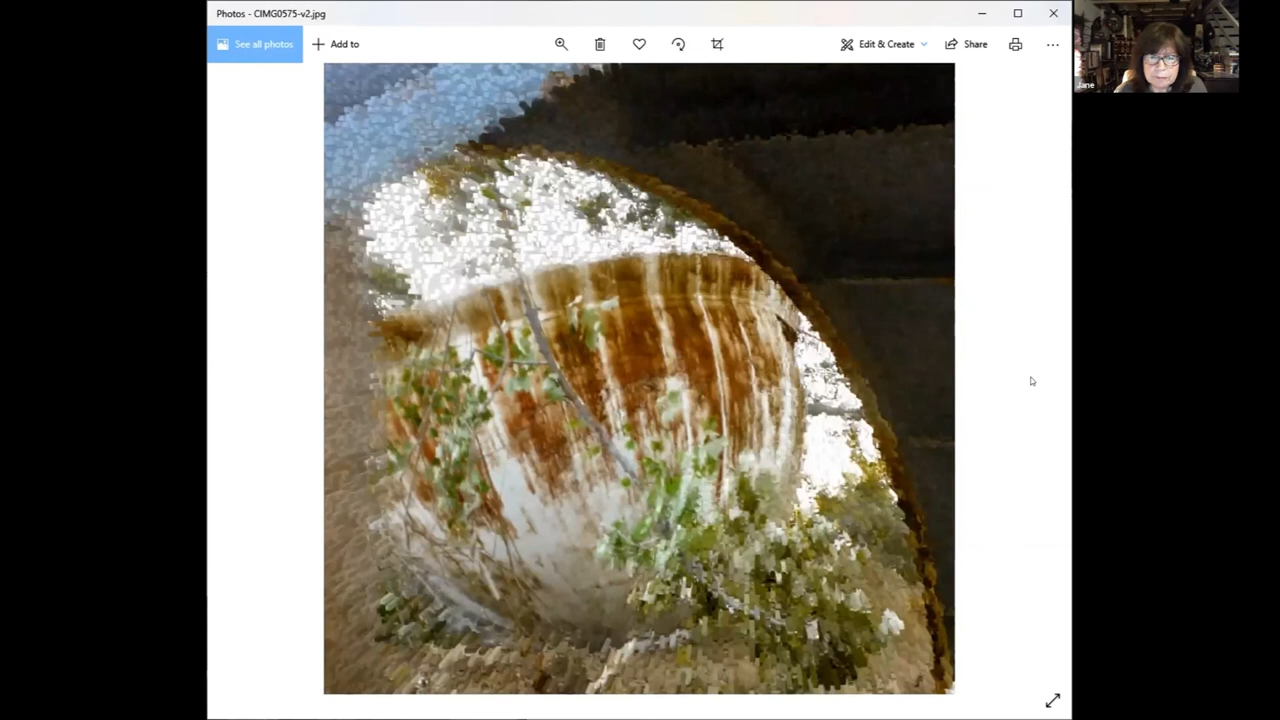 Photos - CIMG0575-v2.jpg
See all photos
Add to
Edit & Create
Share
Jane